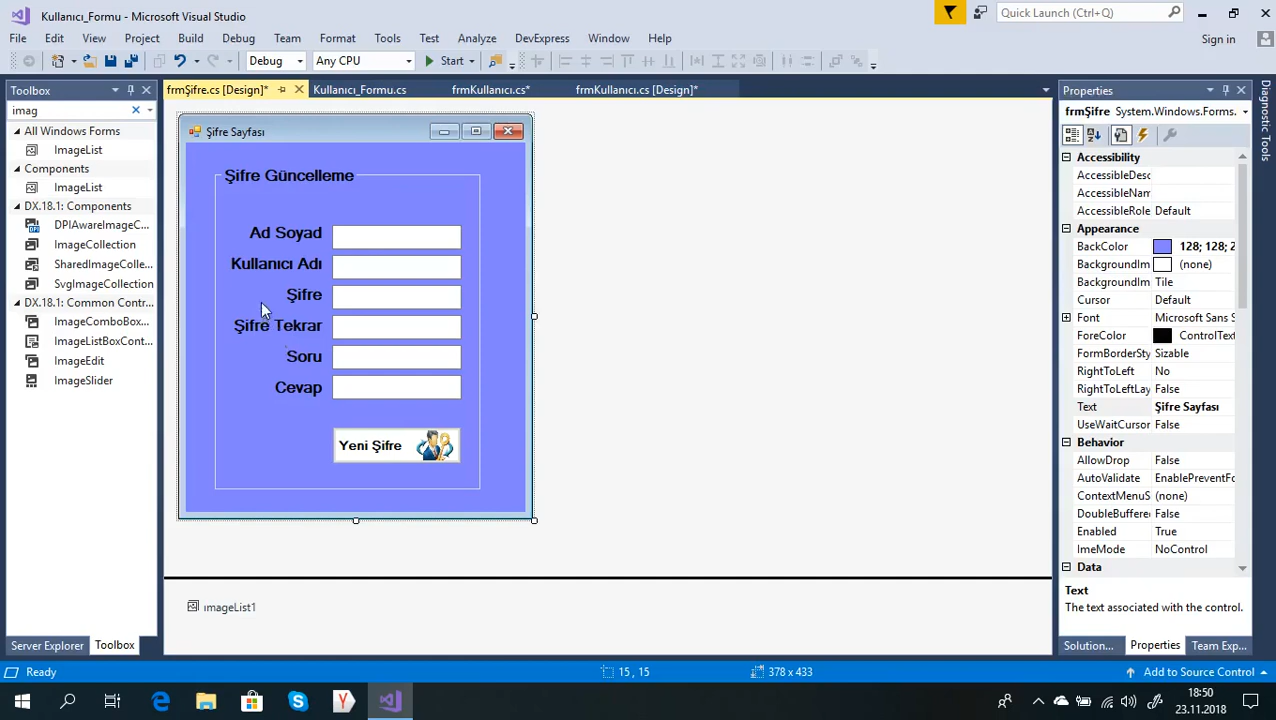 Kullanıcı_Formu - Microsoft Visual Studio
Quick Launch (Ctrl+Q)
File Edit View Project Build Debug Team Format Tools Test Analyze DevExpress Window Help
Sign in
Debug Any CPU Start
Toolbox
frmŞifre.cs [Design]* Kullanıcı_Formu.cs frmKullanıcı.cs* frmKullanıcı.cs [Design]*
Properties
imag
All Windows Forms
ImageList
Components
ImageList
DX.18.1: Components
DPIAwareImageC...
ImageCollection
SharedImageColle...
SvgImageCollection
DX.18.1: Common Contr...
ImageComboBox...
ImageListBoxCont...
ImageEdit
ImageSlider
Şifre Sayfası
Şifre Güncelleme
Ad Soyad
Kullanıcı Adı
Şifre
Şifre Tekrar
Soru
Cevap
Yeni Şifre
imageList1
frmŞifre System.Windows.Forms.
Accessibility
AccessibleDesc
AccessibleNam
AccessibleRole Default
Appearance
BackColor 128; 128; 2
BackgroundIm (none)
BackgroundIm Tile
Cursor Default
Font Microsoft Sans S
ForeColor ControlText
FormBorderSty Sizable
RightToLeft No
RightToLeftLay False
Text Şifre Sayfası
UseWaitCursor False
Behavior
AllowDrop False
AutoValidate EnablePreventFo
ContextMenuS (none)
DoubleBuffere False
Enabled True
ImeMode NoControl
Data
Text
The text associated with the control.
Diagnostic Tools
Server Explorer Toolbox
Solution... Properties Team Exp...
Ready
15 , 15
378 x 433
Add to Source Control
18:50
23.11.2018